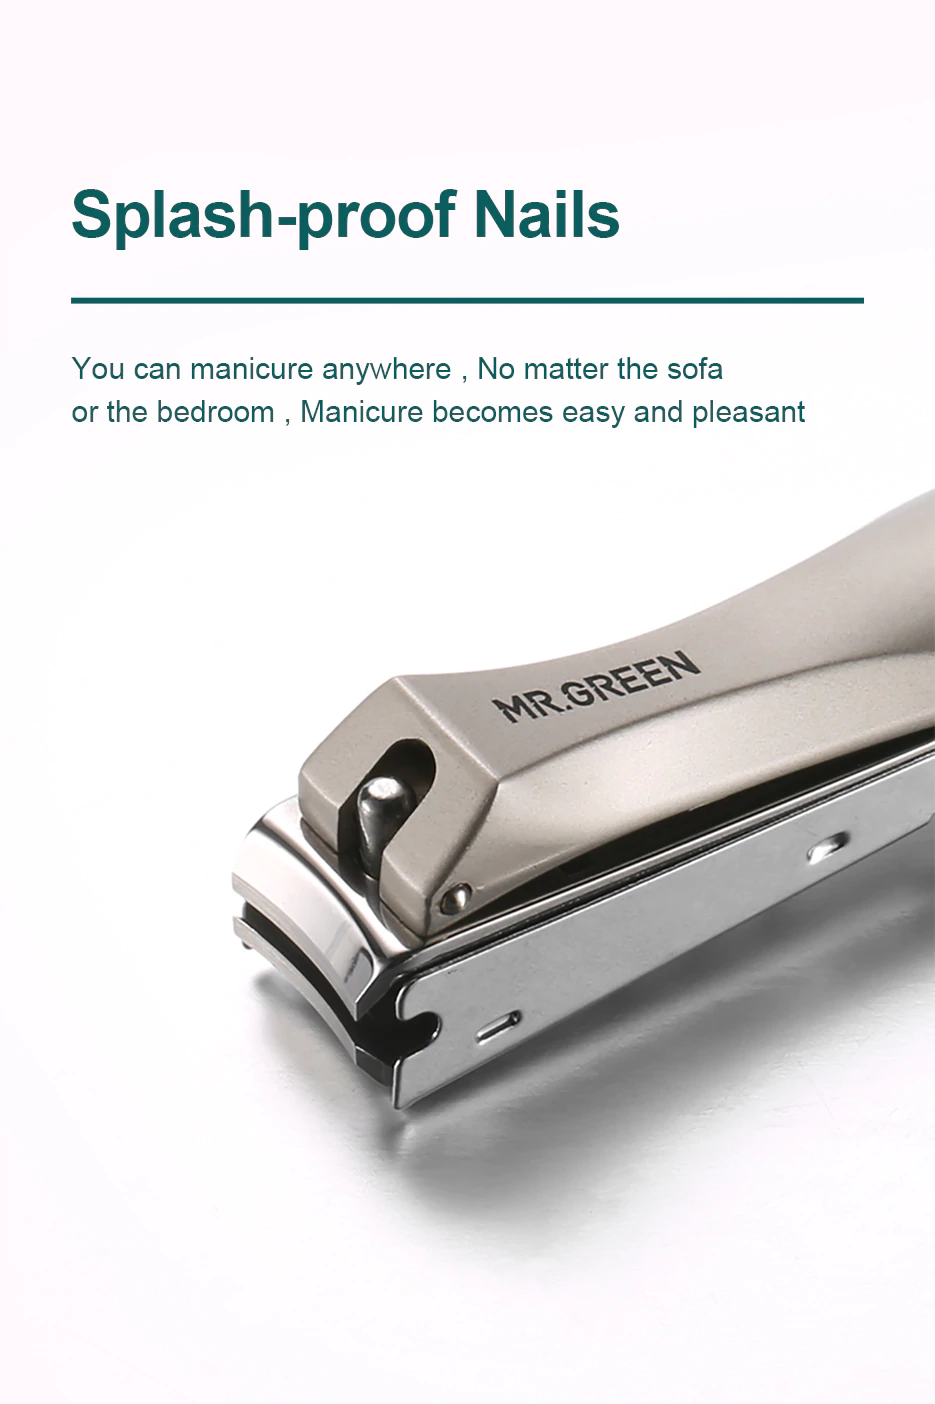 Splash-proof Nails
You can manicure anywhere , No matter the sofa
or the bedroom , Manicure becomes easy and pleasant
MR.GREEN